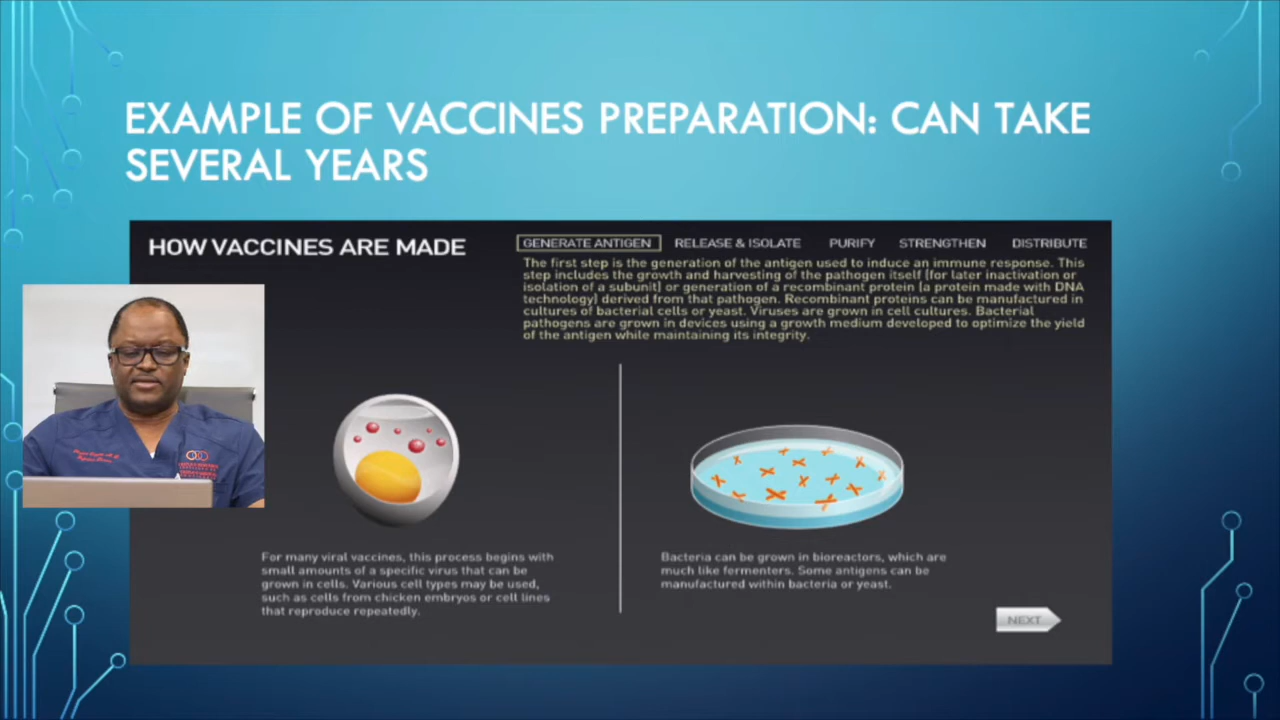 EXAMPLE OF VACCINES PREPARATION: CAN TAKE
SEVERAL YEARS
HOW VACCINES ARE MADE
GENERATE ANTIGEN RELEASE & ISOLATE PURIFY STRENGTHEN DISTRIBUTE
The first step is the generation of the antigen used to induce an immune response. This
step includes the growth and harvesting of the pathogen itself (for later inactivation or
isolation of a subunit) or generation of a recombinant protein (a protein made with DNA
technology) derived from that pathogen. Recombinant proteins can be manufactured in
cultures of bacterial cells or yeast. Viruses are grown in cell cultures. Bacterial
pathogens are grown in devices using a growth medium developed to optimize the yield
of the antigen while maintaining its integrity.
For many viral vaccines, this process begins with
small amounts of a specific virus that can be
grown in cells. Various cell types may be used,
such as cells from chicken embryos or cell lines
that reproduce repeatedly.
Bacteria can be grown in bioreactors, which are
much like fermenters. Some antigens can be
manufactured within bacteria or yeast.
NEXT